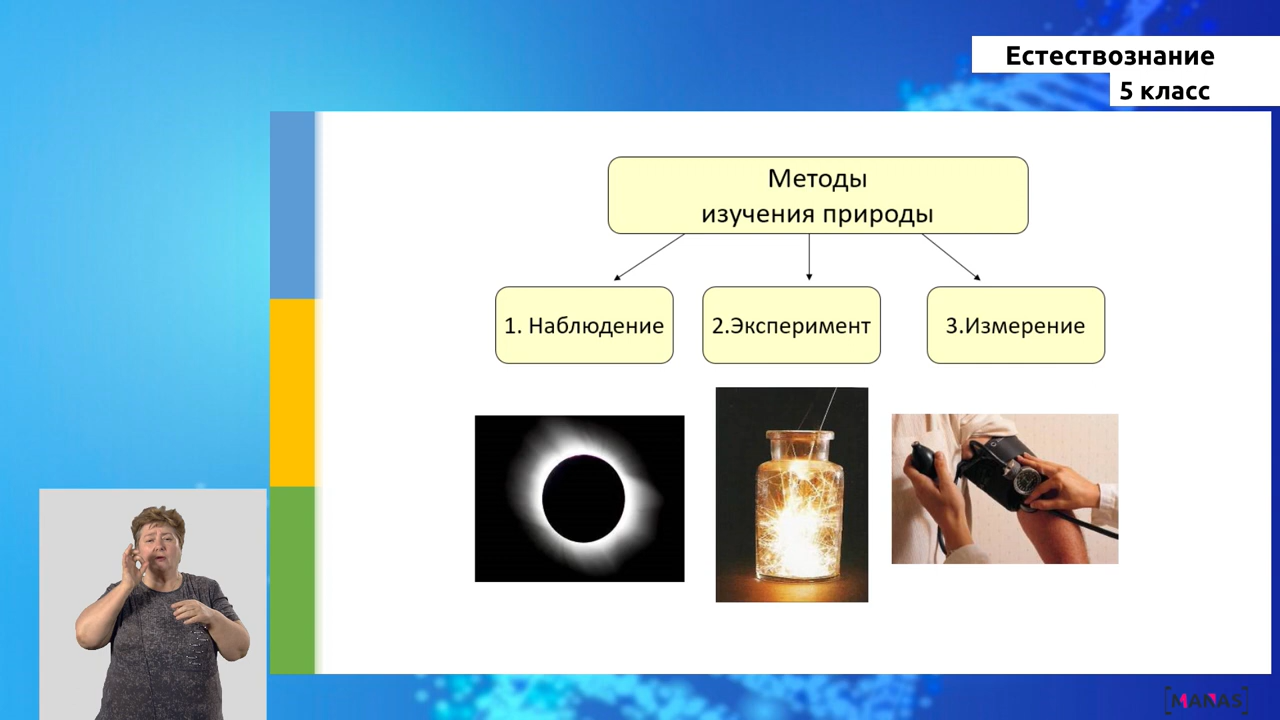 Естествознание
5 класс
Методы
изучения природы
1. Наблюдение
2.Эксперимент
3.Измерение
[MANAS]